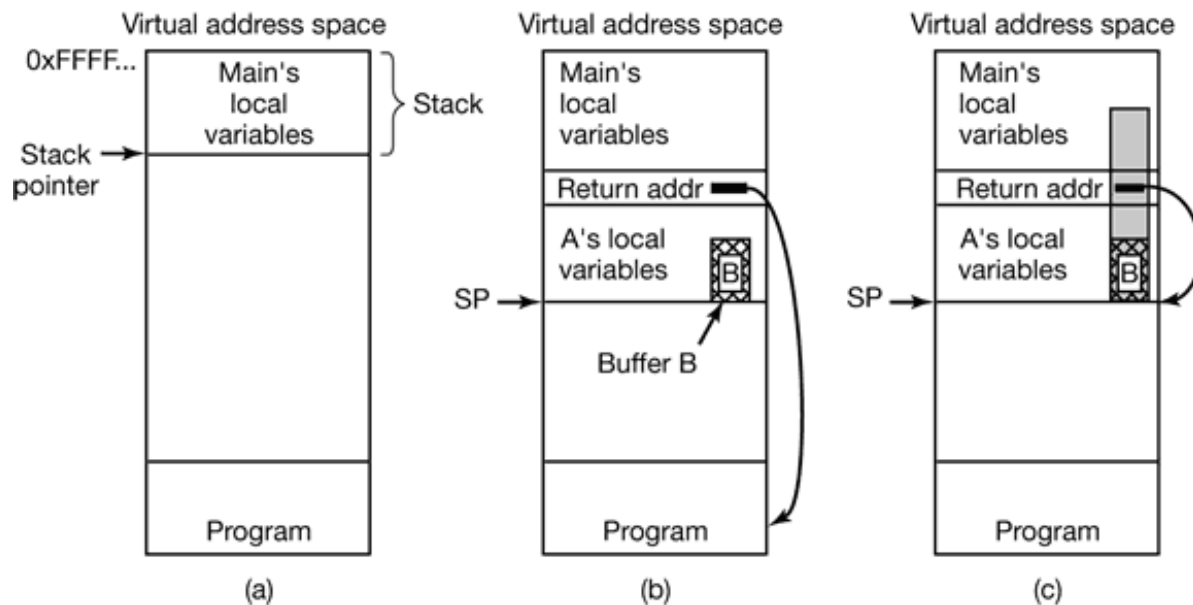 Virtual address space
0xFFFF...
Main's
local
variables
Stack
Stack
pointer
Program
(a)
Virtual address space
Main's
local
variables
Return addr
A's local
variables
B
SP
Buffer B
Program
(b)
Virtual address space
Main's
local
variables
Return addr
A's local
variables
B
SP
Program
(c)